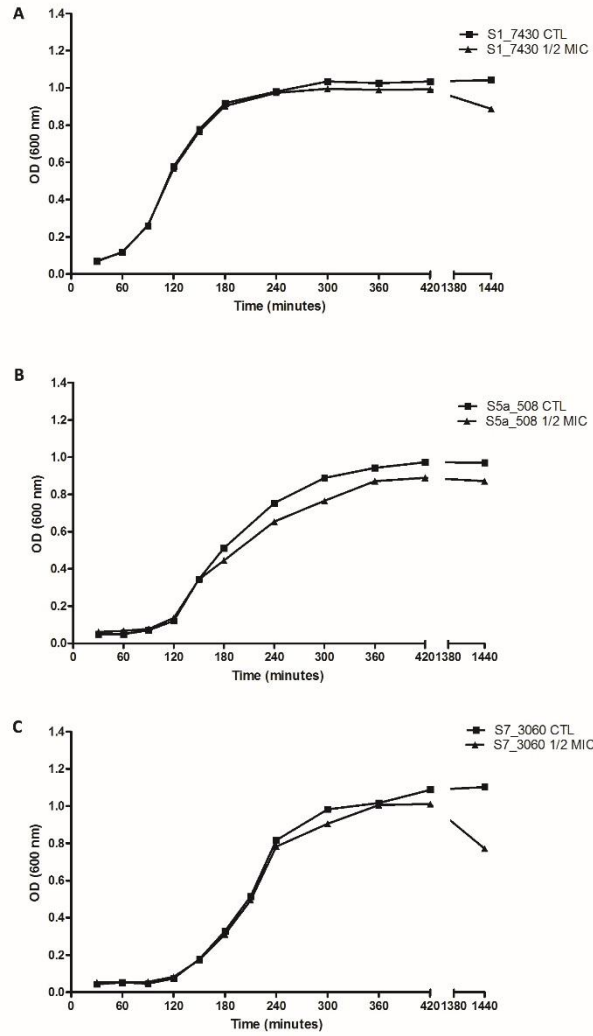 A
S1_7430 CTL
S1_7430 1/2 MIC
1.4
1.2
1.0
0.8
0.6
0.4
0.2
0.0
OD (600 nm)
0 60 120 180 240 300 360 420 1380 1440
Time (minutes)
B
S5a_508 CTL
S5a_508 1/2 MIC
1.4
1.2
1.0
0.8
0.6
0.4
0.2
0.0
OD (600 nm)
0 60 120 180 240 300 360 420 1380 1440
Time (minutes)
C
S7_3060 CTL
S7_3060 1/2 MIC
1.4
1.2
1.0
0.8
0.6
0.4
0.2
0.0
OD (600 nm)
0 60 120 180 240 300 360 420 1380 1440
Time (minutes)